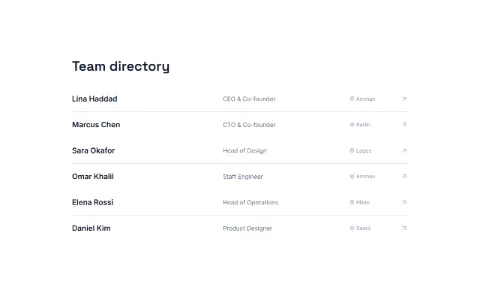 Team directory
Lina Haddad CEO & Co-founder Amman
Marcus Chen CTO & Co-founder Berlin
Sara Okafor Head of Design Lagos
Omar Khalil Staff Engineer Amman
Elena Rossi Head of Operations Milan
Daniel Kim Product Designer Seoul